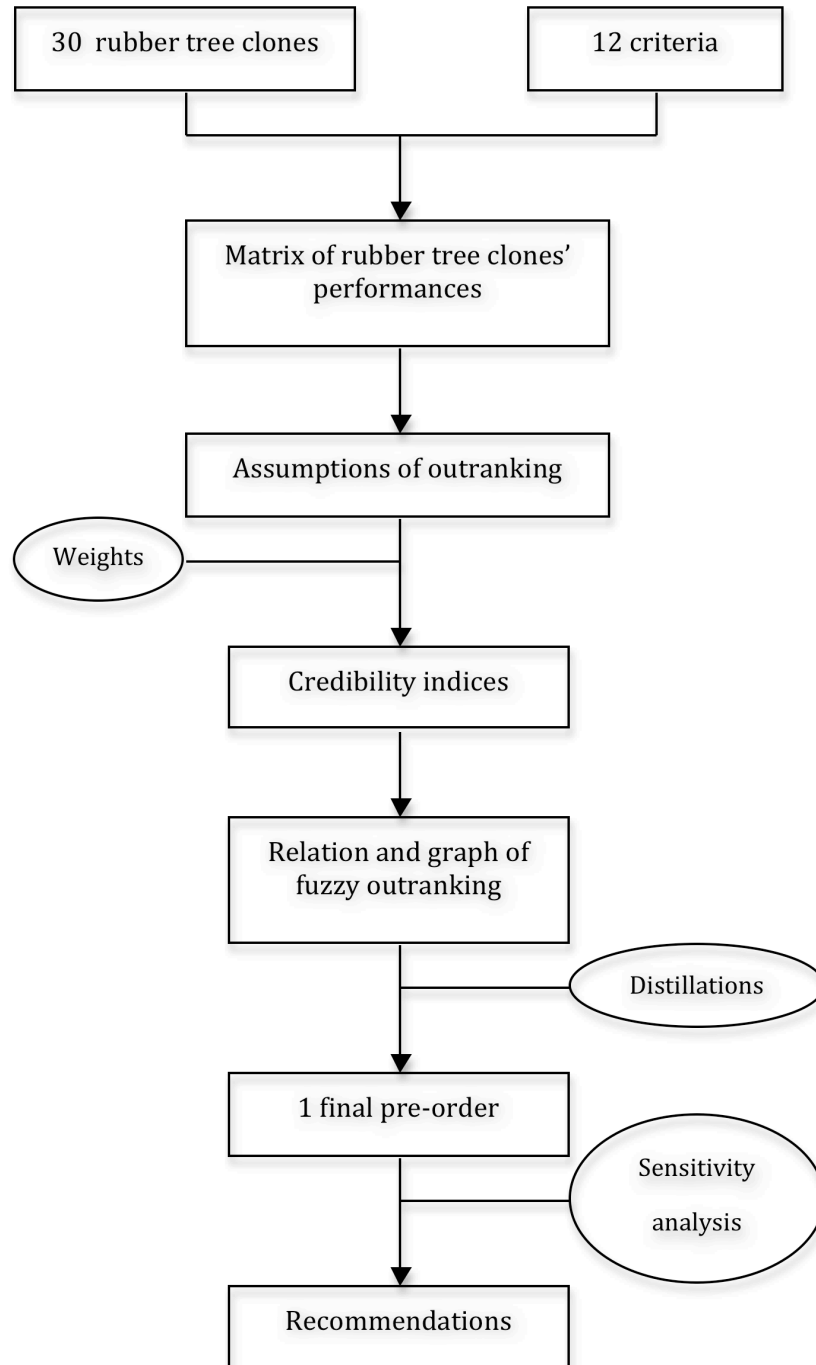 30 rubber tree clones
12 criteria
Matrix of rubber tree clones’
performances
Assumptions of outranking
Weights
Credibility indices
Relation and graph of
fuzzy outranking
Distillations
1 final pre-order
Sensitivity
analysis
Recommendations